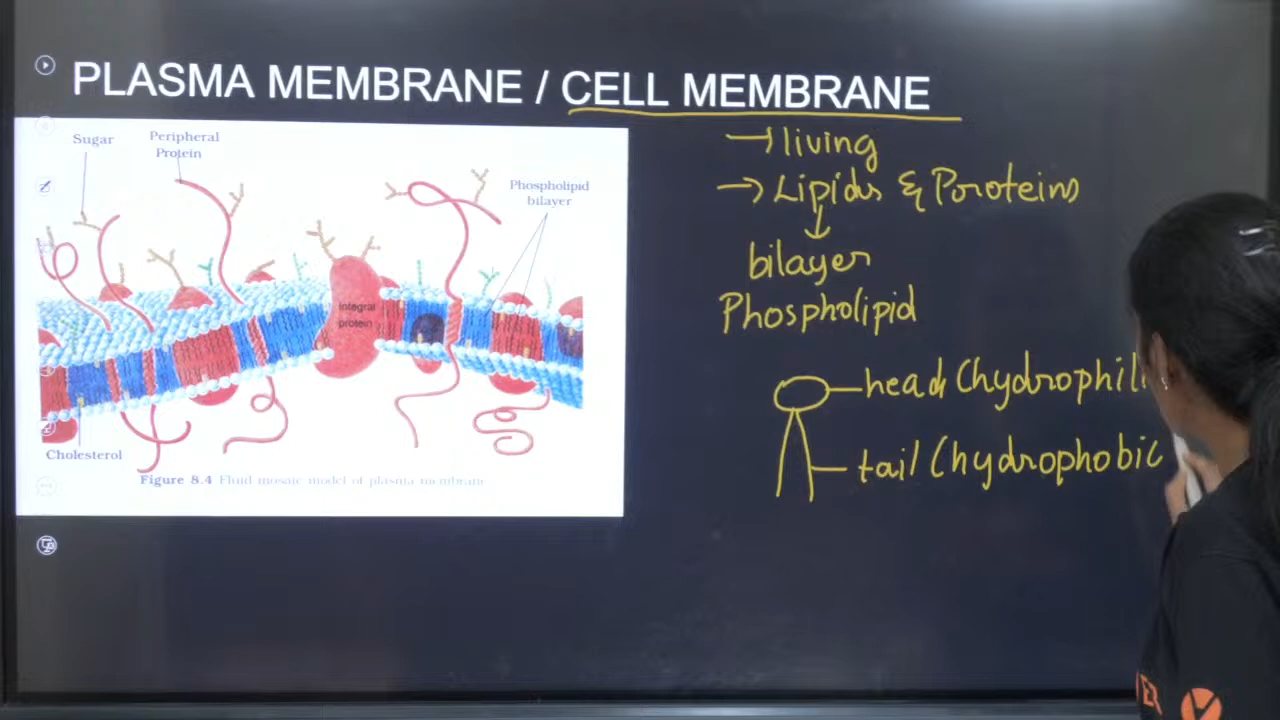 PLASMA MEMBRANE / CELL MEMBRANE
Sugar
Peripheral
Protein
Phospholipid
bilayer
Integral
protein
Cholesterol
Figure 8.4 Fluid mosaic model of plasma membrane
→ living
→ Lipids & Poroteins
↓
bilayer
Phospholipid
head (hydrophili
tail (hydrophobic